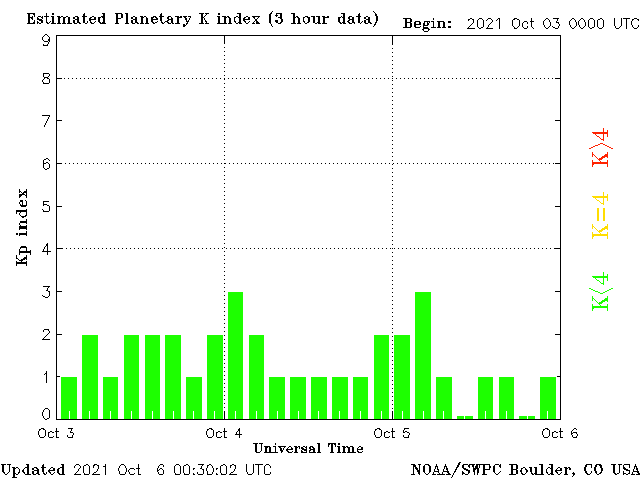 Estimated Planetary K index (3 hour data)
Begin: 2021 Oct 03 0000 UTC
9
8
7
6
5
4
3
2
1
0
Kp index
K>4
K=4
K<4
Oct 3 Oct 4 Oct 5 Oct 6
Universal Time
Updated 2021 Oct 6 00:30:02 UTC
NOAA/SWPC Boulder, CO USA